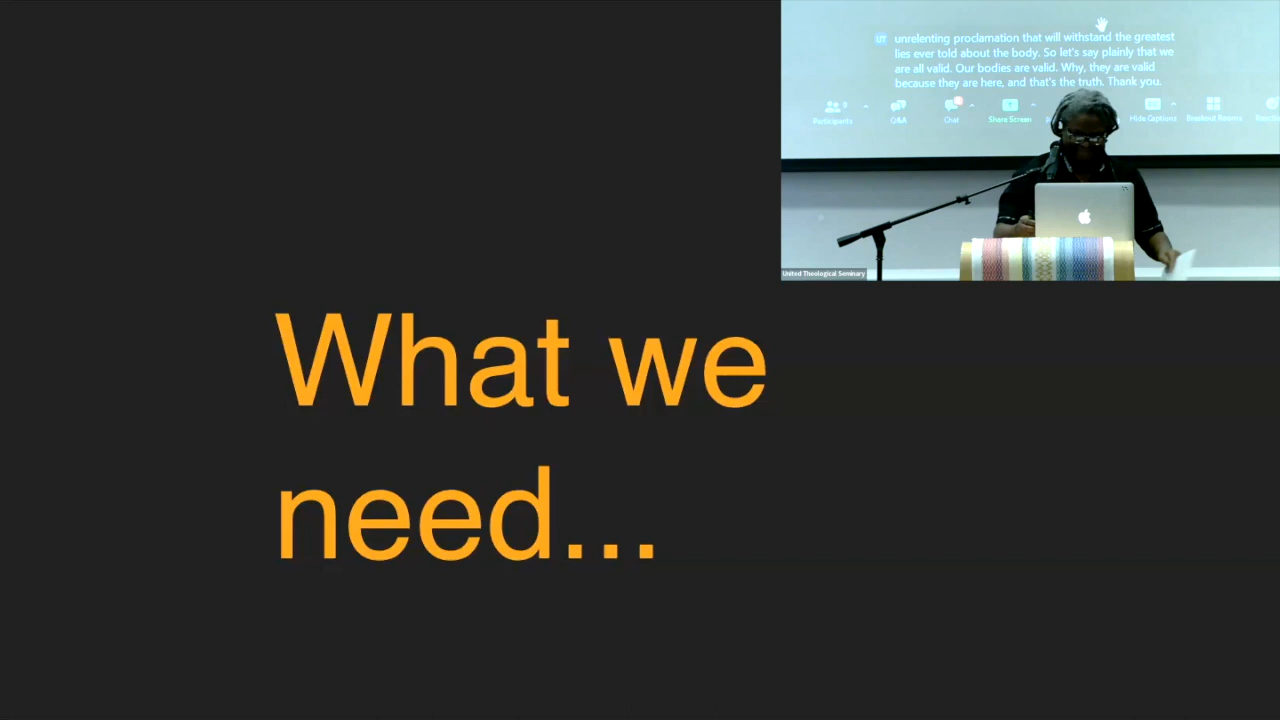 unrelenting proclamation that will withstand the greatest
lies ever told about the body. So let's say plainly that we
are all valid. Our bodies are valid. Why, they are valid
because they are here, and that's the truth. Thank you.
Participants
Q&A
Chat
Share Screen
Hide Captions
Breakout Rooms
United Theological Seminary
What we
need...